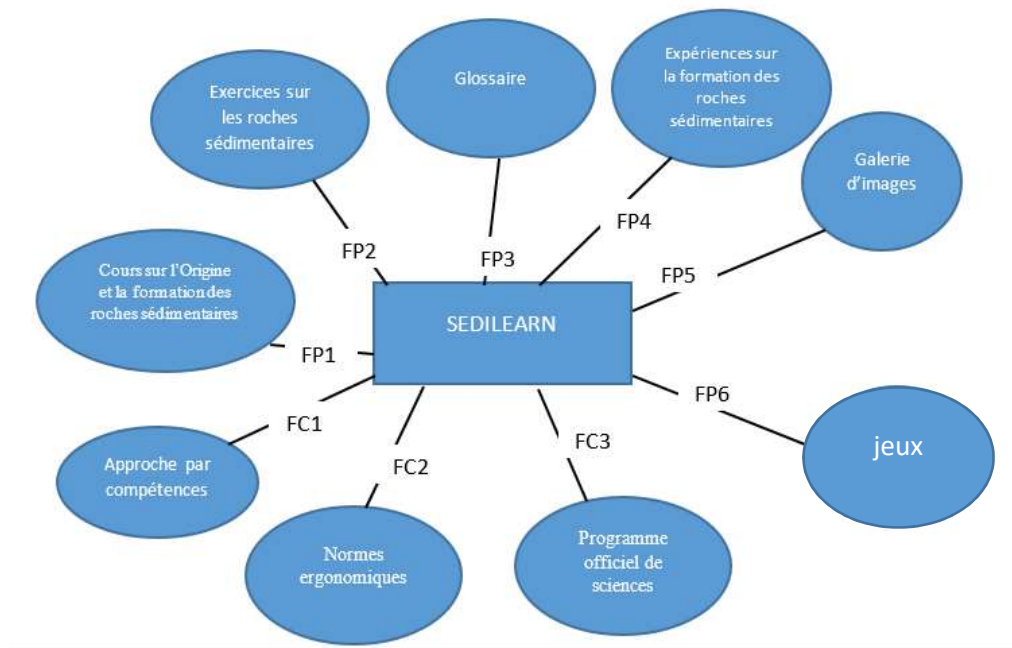 Exercices sur
les roches
sédimentaires
Glossaire
Expériences sur
la formation des
roches
sédimentaires
Galerie
d'images
FP2
FP3
FP4
FP5
Cours sur l'Origine
et la formation des
roches sédimentaires
SEDILEARN
FP1
FP6
FC1
FC2
FC3
jeux
Approche par
compétences
Normes
ergonomiques
Programme
officiel de
sciences